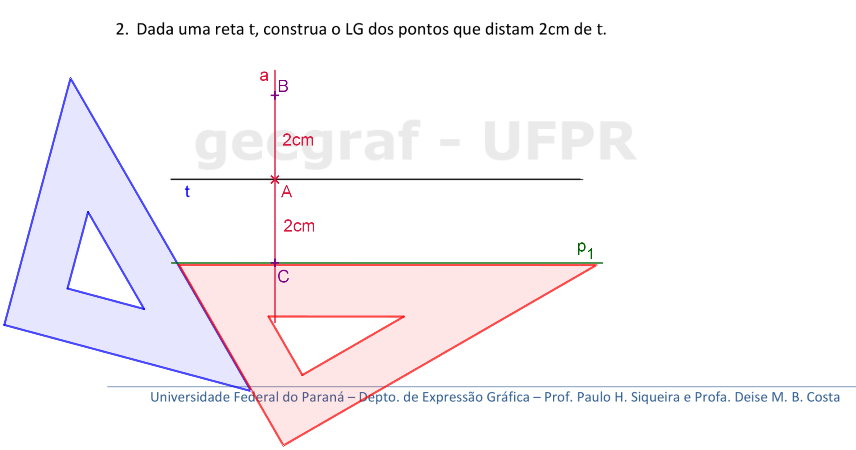 2. Dada uma reta t, construa o LG dos pontos que distam 2cm de t.
a
B
geegraf - UFPR
2cm
t
A
2cm
p1
C
Universidade Federal do Paraná – Depto. de Expressão Gráfica – Prof. Paulo H. Siqueira e Profa. Deise M. B. Costa